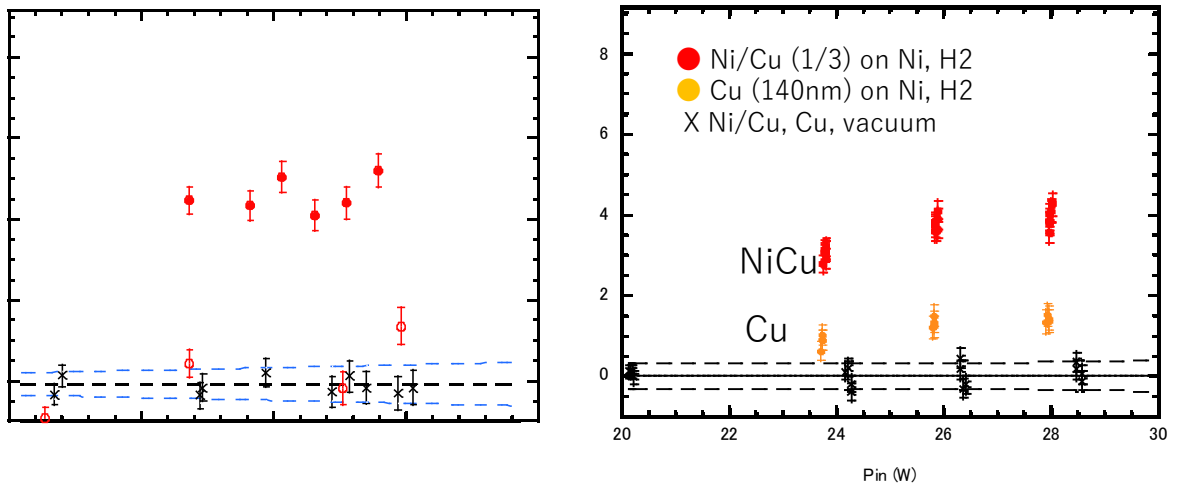 8
Ni/Cu (1/3) on Ni, H2
Cu (140nm) on Ni, H2
X Ni/Cu, Cu, vacuum
6
4
NiCu
2
Cu
0
20 22 24 26 28 30
Pin (W)